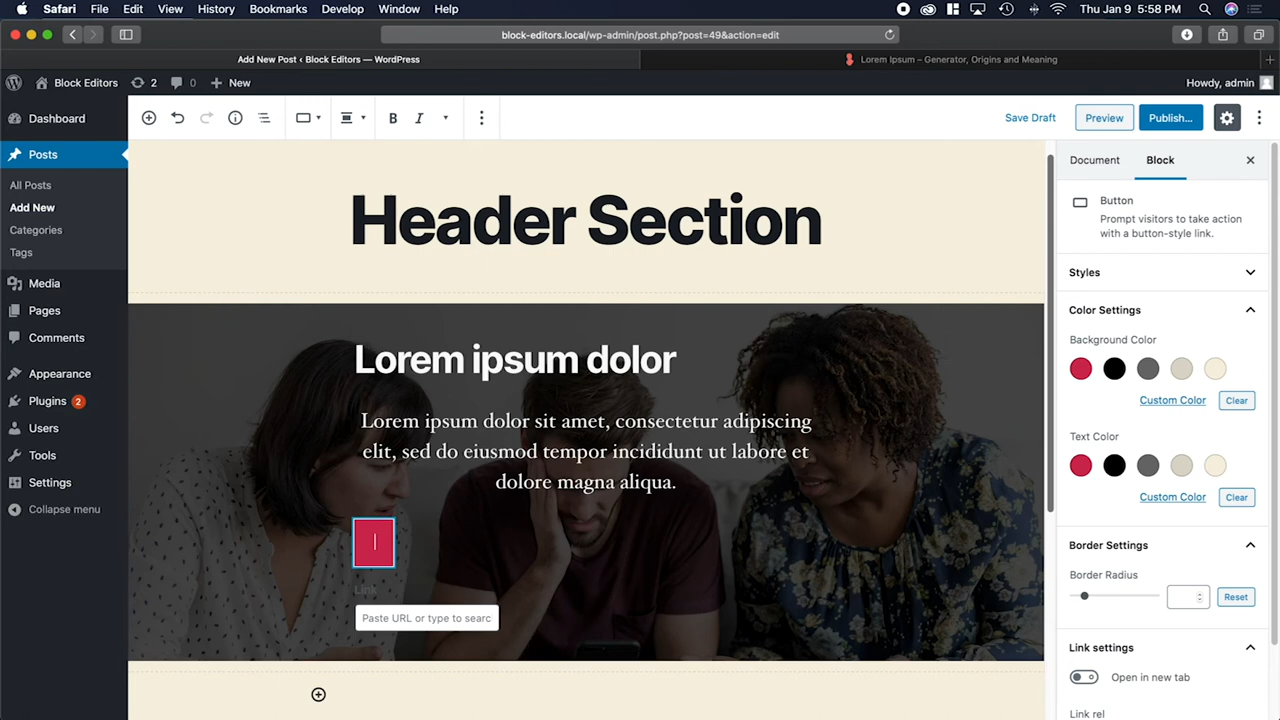 Safari File Edit View History Bookmarks Develop Window Help Thu Jan 9 5:58 PM
block-editors.local/wp-admin/post.php?post=49&action=edit
Add New Post ‹ Block Editors — WordPress
Lorem Ipsum – Generator, Origins and Meaning
Block Editors 2 0 New Howdy, admin
Dashboard
Posts
All Posts
Add New
Categories
Tags
Media
Pages
Comments
Appearance
Plugins 2
Users
Tools
Settings
Collapse menu
B I
Save Draft Preview Publish...
Header Section
Lorem ipsum dolor
Lorem ipsum dolor sit amet, consectetur adipiscing
elit, sed do eiusmod tempor incididunt ut labore et
dolore magna aliqua.
Link
Paste URL or type to searc
Document Block
Button
Prompt visitors to take action
with a button-style link.
Styles
Color Settings
Background Color
Custom Color Clear
Text Color
Custom Color Clear
Border Settings
Border Radius
Reset
Link settings
Open in new tab
Link rel